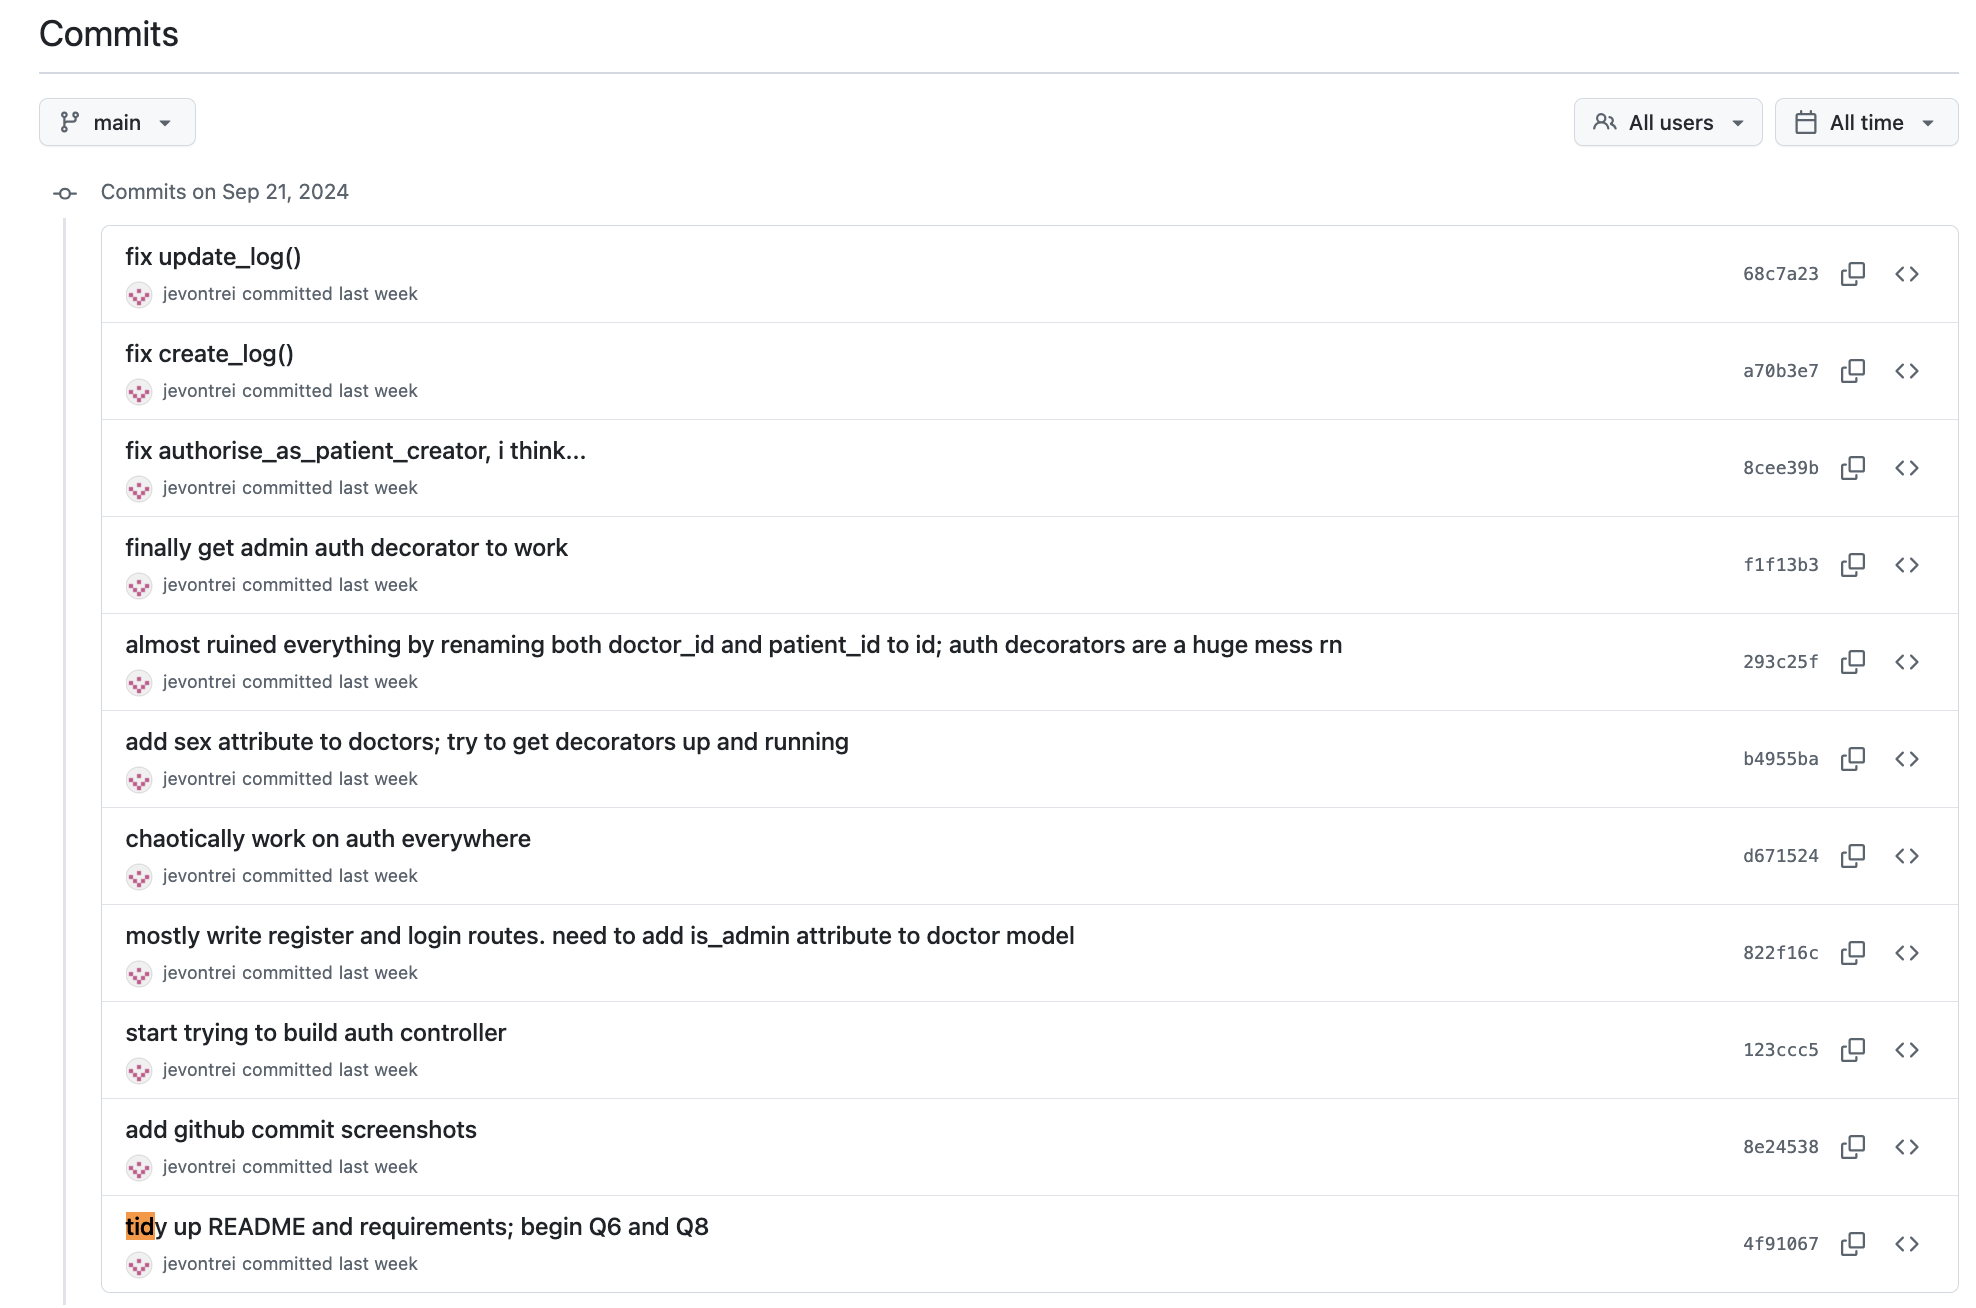 Commits
main
All users
All time
Commits on Sep 21, 2024
fix update_log()
jevontrei committed last week
68c7a23
fix create_log()
jevontrei committed last week
a70b3e7
fix authorise_as_patient_creator, i think...
jevontrei committed last week
8cee39b
finally get admin auth decorator to work
jevontrei committed last week
f1f13b3
almost ruined everything by renaming both doctor_id and patient_id to id; auth decorators are a huge mess rn
jevontrei committed last week
293c25f
add sex attribute to doctors; try to get decorators up and running
jevontrei committed last week
b4955ba
chaotically work on auth everywhere
jevontrei committed last week
d671524
mostly write register and login routes. need to add is_admin attribute to doctor model
jevontrei committed last week
822f16c
start trying to build auth controller
jevontrei committed last week
123ccc5
add github commit screenshots
jevontrei committed last week
8e24538
tidy up README and requirements; begin Q6 and Q8
jevontrei committed last week
4f91067